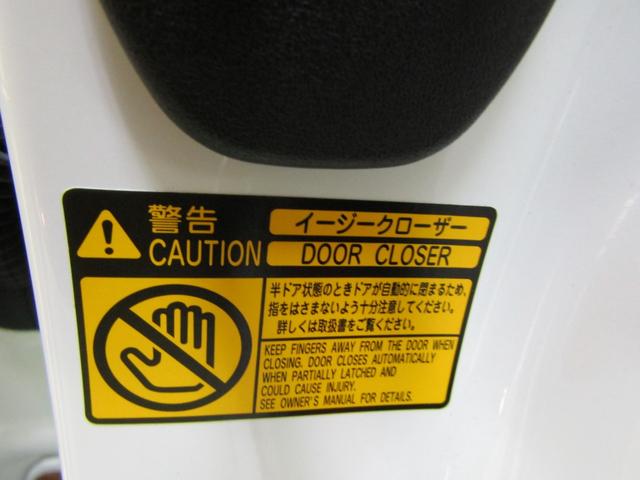 警告
CAUTION
イージークローザー
DOOR CLOSER
半ドア状態のときドアが自動的に閉まるため、
指をはさまないよう十分注意してください。
詳しくは取扱書をご覧ください。
KEEP FINGERS AWAY FROM THE DOOR WHEN
CLOSING. DOOR CLOSES AUTOMATICALLY
WHEN PARTIALLY LATCHED AND
COULD CAUSE INJURY.
SEE OWNER'S MANUAL FOR DETAILS.